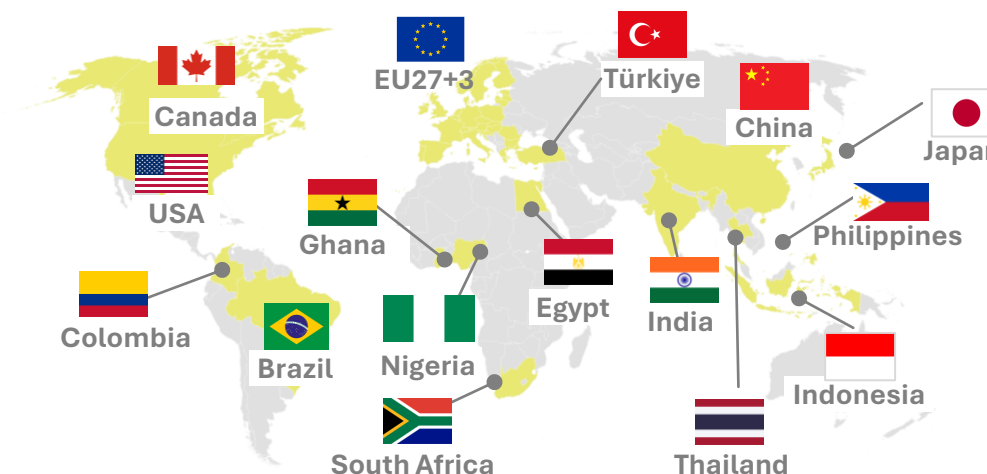 EU27+3
Türkiye
Canada
China
Japan
USA
Ghana
Philippines
Egypt
Colombia
India
Brazil
Nigeria
Indonesia
South Africa
Thailand